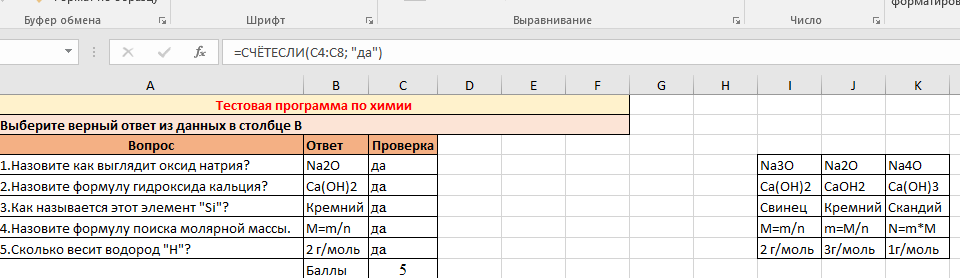 Буфер обмена Шрифт Выравнивание Число
=СЧЁТЕСЛИ(C4:C8; "да")
A B C D E F G H I J K
Тестовая программа по химии
Выберите верный ответ из данных в столбце B
Вопрос Ответ Проверка
1.Назовите как выглядит оксид натрия? Na2O да Na3O Na2O Na4O
2.Назовите формулу гидроксида кальция? Ca(OH)2 да Ca(OH)2 CaOH2 Ca(OH)3
3.Как называется этот элемент "Si"? Кремний да Свинец Кремний Скандий
4.Назовите формулу поиска молярной массы. M=m/n да M=m/n m=M/n N=m*M
5.Сколько весит водород "H"? 2 г/моль да 2 г/моль 3г/моль 1г/моль
Баллы 5